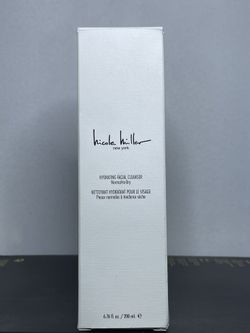 nicole miller
new york
HYDRATING FACIAL CLEANSER
Normal to Dry
NETTOYANT HYDRATANT POUR LE VISAGE
Peaux normales à tendance sèche
6.76 fl oz. / 200 mL ℮